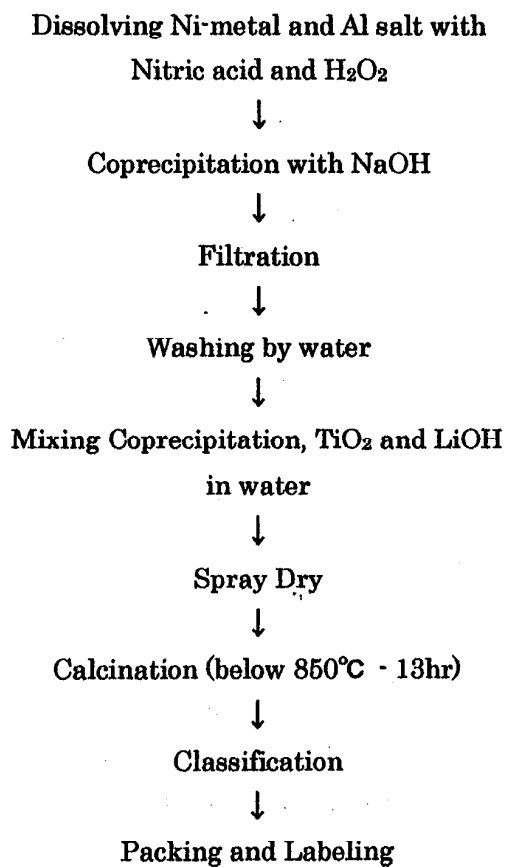 Dissolving Ni-metal and Al salt with
Nitric acid and H₂O₂
↓
Coprecipitation with NaOH
↓
Filtration
↓
Washing by water
↓
Mixing Coprecipitation, TiO₂ and LiOH
in water
↓
Spray Dry
↓
Calcination (below 850℃ - 13hr)
↓
Classification
↓
Packing and Labeling